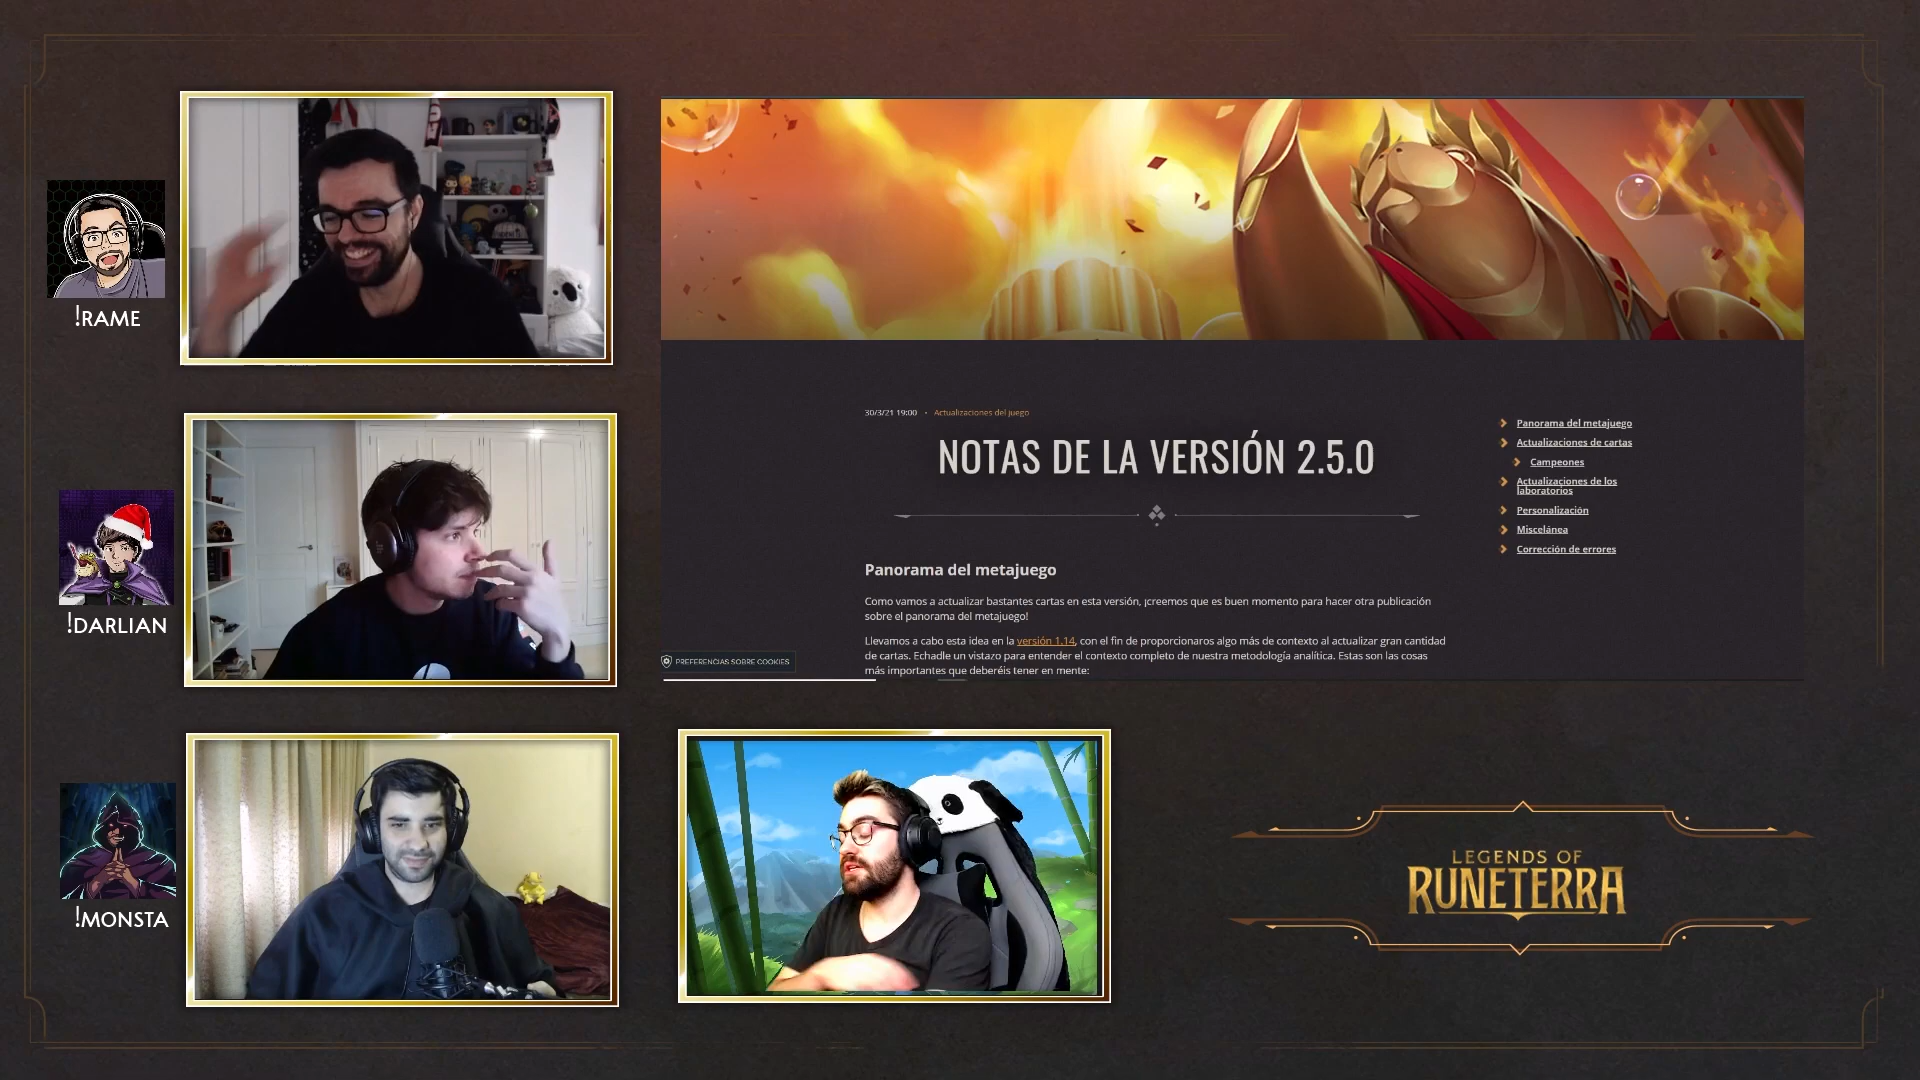 !RAME
!DARLIAN
!MONSTA
30/3/21 19:00 • Actualizaciones del juego
NOTAS DE LA VERSIÓN 2.5.0
Panorama del metajuego
Como vamos a actualizar bastantes cartas en esta versión, ¡creemos que es buen momento para hacer otra publicación
sobre el panorama del metajuego!
Llevamos a cabo esta idea en la versión 1.14, con el fin de proporcionaros algo más de contexto al actualizar gran cantidad
de cartas. Echadle un vistazo para entender el contexto completo de nuestra metodología analítica. Estas son las cosas
más importantes que deberéis tener en mente:
PREFERENCIAS SOBRE COOKIES
Panorama del metajuego
Actualizaciones de cartas
Campeones
Actualizaciones de los
laboratorios
Personalización
Miscelánea
Corrección de errores
LEGENDS OF
RUNETERRA